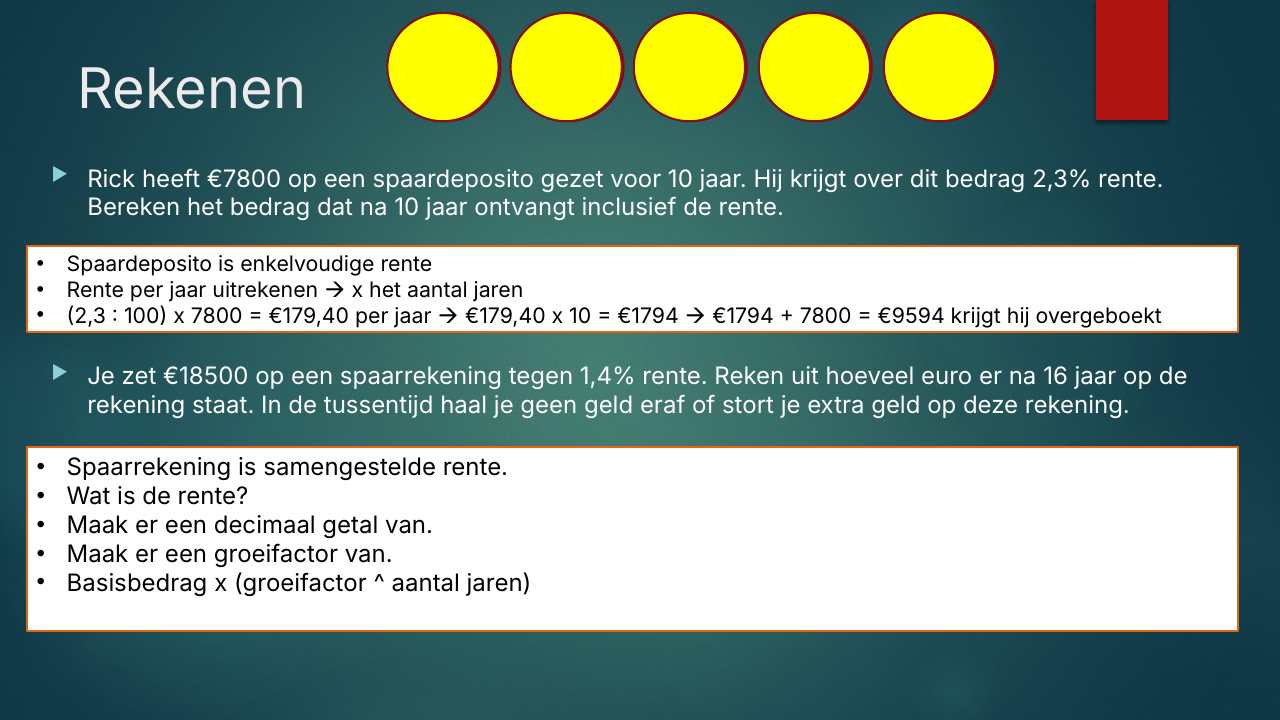 Rekenen
Rick heeft €7800 op een spaardeposito gezet voor 10 jaar. Hij krijgt over dit bedrag 2,3% rente.
Bereken het bedrag dat na 10 jaar ontvangt inclusief de rente.
• Spaardeposito is enkelvoudige rente
• Rente per jaar uitrekenen → x het aantal jaren
• (2,3 : 100) x 7800 = €179,40 per jaar → €179,40 x 10 = €1794 → €1794 + 7800 = €9594 krijgt hij overgeboekt
Je zet €18500 op een spaarrekening tegen 1,4% rente. Reken uit hoeveel euro er na 16 jaar op de
rekening staat. In de tussentijd haal je geen geld eraf of stort je extra geld op deze rekening.
• Spaarrekening is samengestelde rente.
• Wat is de rente?
• Maak er een decimaal getal van.
• Maak er een groeifactor van.
• Basisbedrag x (groeifactor ^ aantal jaren)